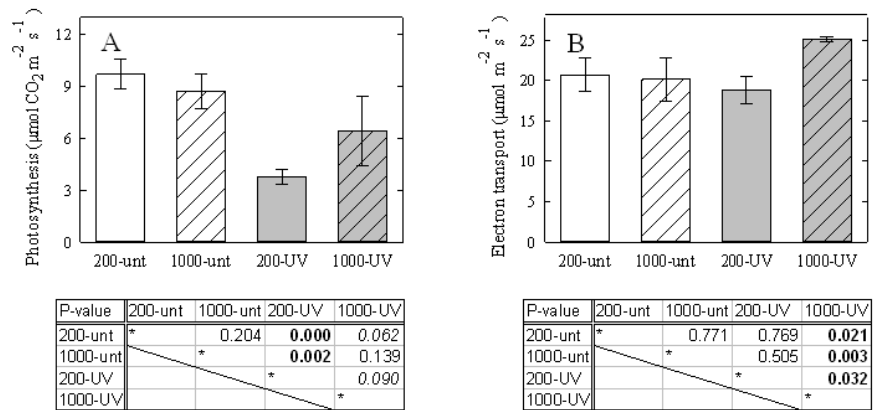 A
Photosynthesis (µmol CO2 m-2 s-1)
12
9
6
3
0
200-unt 1000-unt 200-UV 1000-UV
B
Electron transport (µmol m-2 s-1)
25
20
15
10
5
0
200-unt 1000-unt 200-UV 1000-UV
P-value 200-unt 1000-unt 200-UV 1000-UV
200-unt * 0.204 0.000 0.062
1000-unt * 0.002 0.139
200-UV * 0.090
1000-UV *
P-value 200-unt 1000-unt 200-UV 1000-UV
200-unt * 0.771 0.769 0.021
1000-unt * 0.505 0.003
200-UV * 0.032
1000-UV *